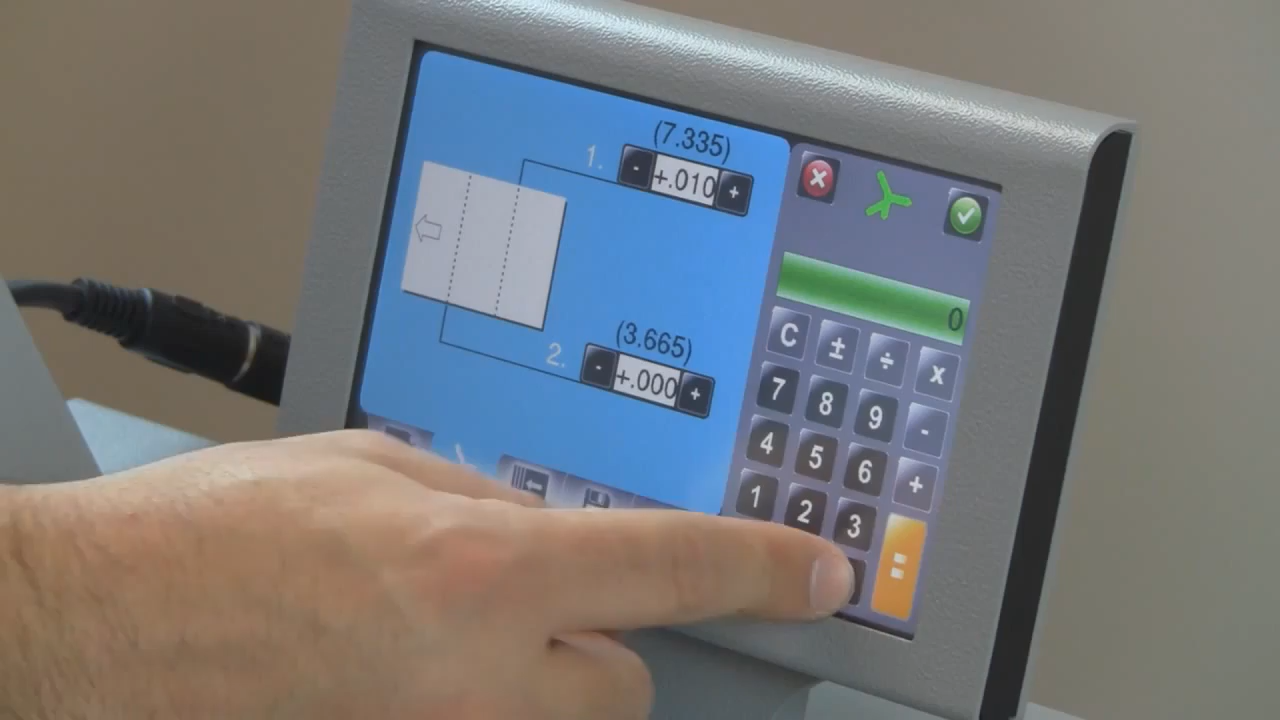 (7.335)
1. - +.010 +
(3.665)
2. - +.000 +
0
C ± ÷ x
7 8 9 -
4 5 6 +
1 2 3 =